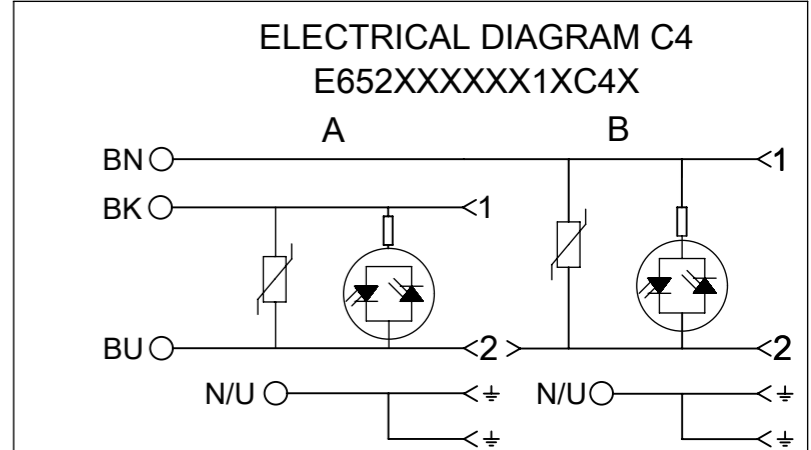 ELECTRICAL DIAGRAM C4
E652XXXXXX1XC4X
A B
BN 1
BK 1
BU 2 2
N/U N/U